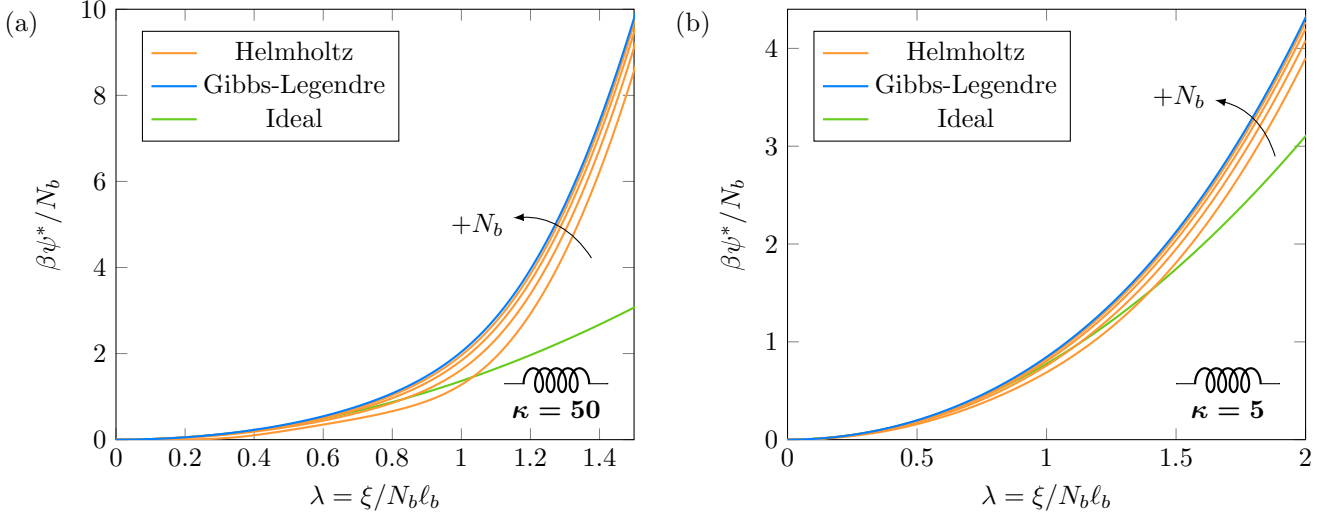 (a)
10
8
6
4
2
0
βψ*/N_b
Helmholtz
Gibbs-Legendre
Ideal
+N_b
κ = 50
0 0.2 0.4 0.6 0.8 1 1.2 1.4
λ = ξ/N_bℓ_b
(b)
4
3
2
1
0
βψ*/N_b
Helmholtz
Gibbs-Legendre
Ideal
+N_b
κ = 5
0 0.5 1 1.5 2
λ = ξ/N_bℓ_b